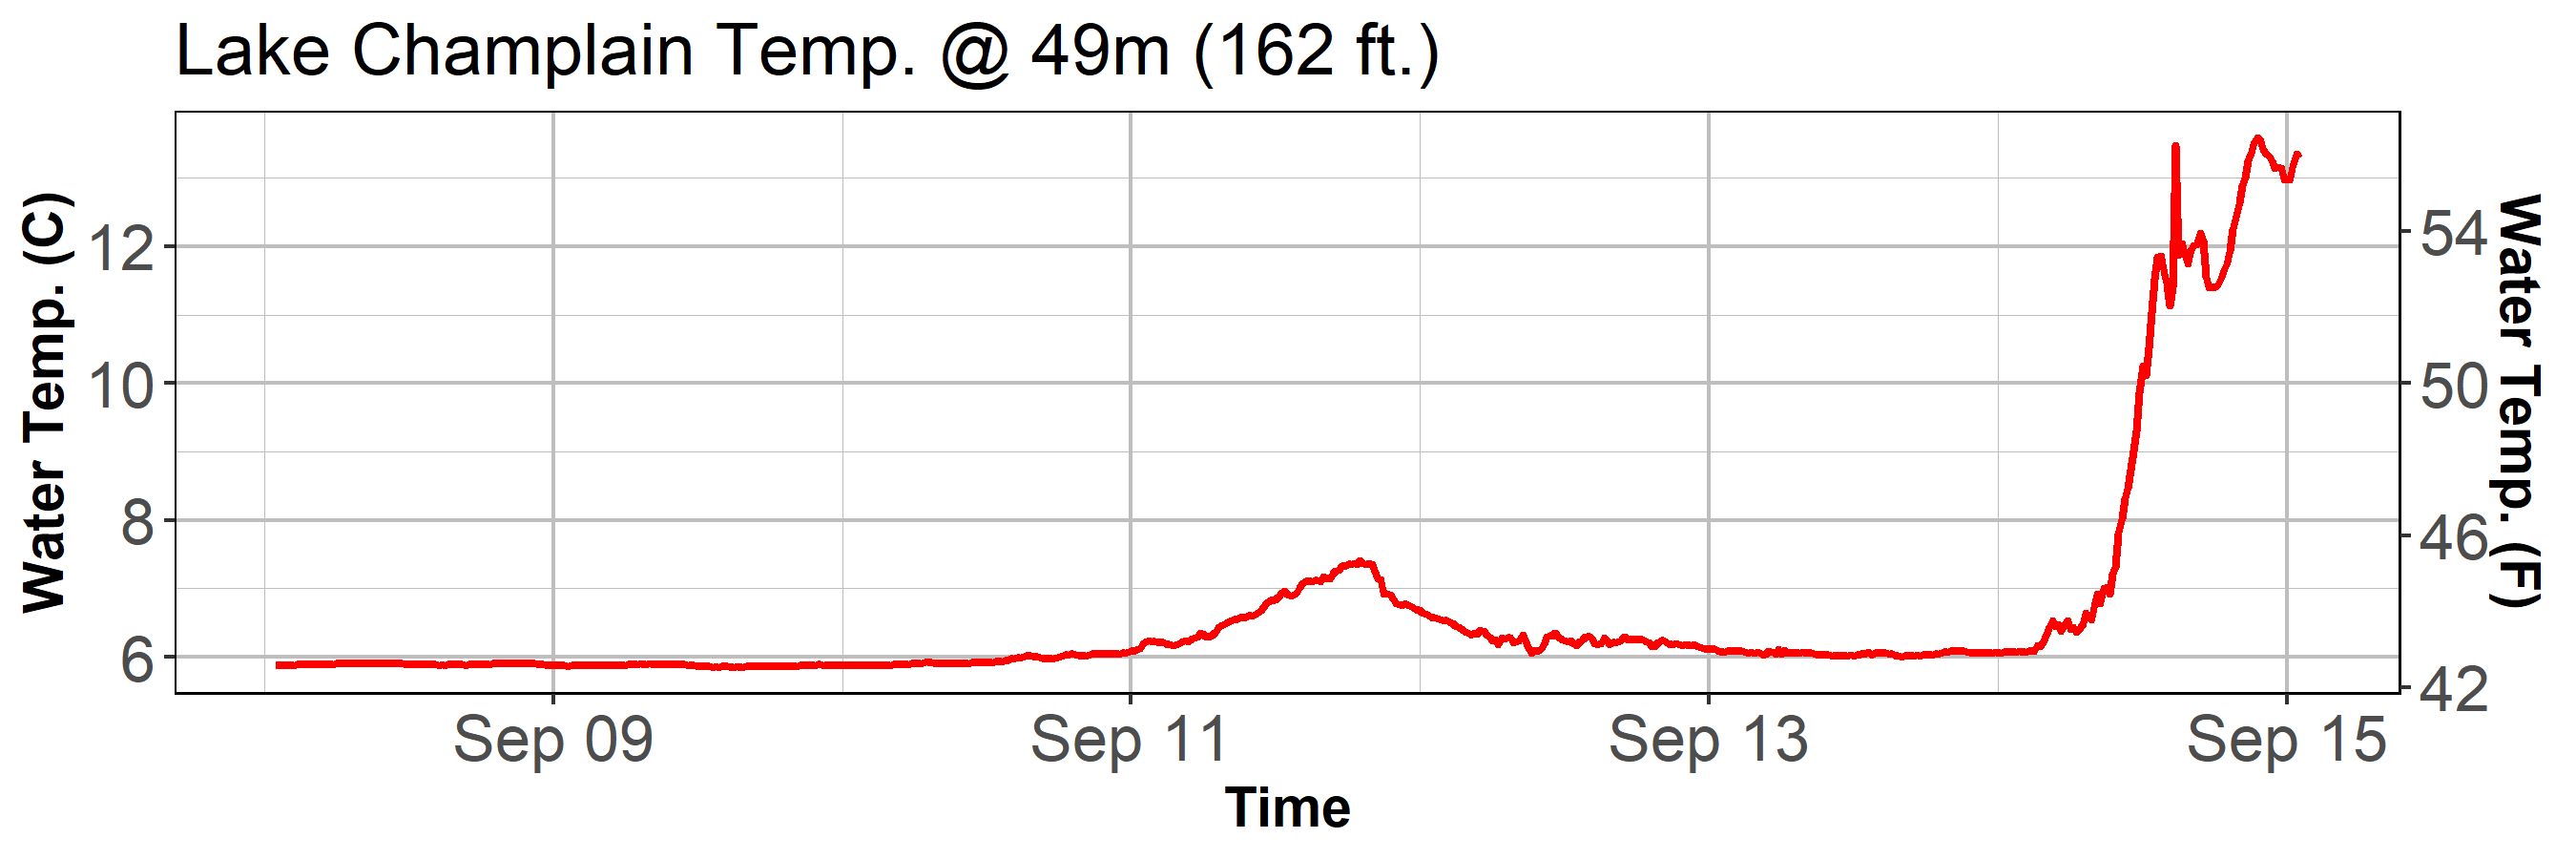 Lake Champlain Temp. @ 49m (162 ft.)
Water Temp. (C)
12
10
8
6
54
50
46
42
Water Temp. (F)
Sep 09
Sep 11
Sep 13
Sep 15
Time